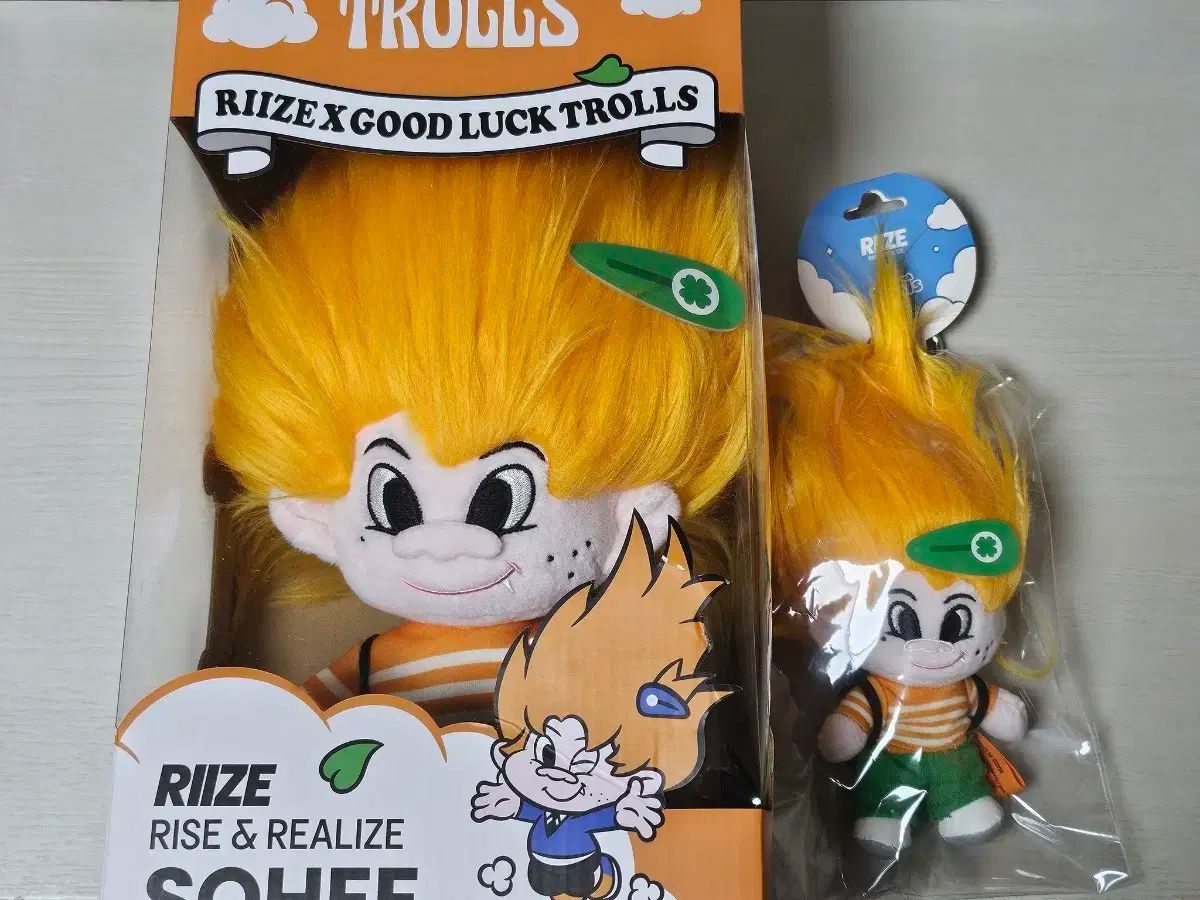 TROLLS
RIIZE X GOOD LUCK TROLLS
RIIZE
RIIZE
RISE & REALIZE
SOHEE